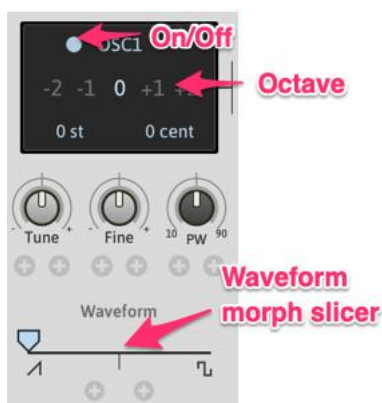 OSC1 On/Off
-2 -1 0 +1 Octave
0 st 0 cent
- + - + 10 90
Tune Fine PW
Waveform
Waveform
morph slicer